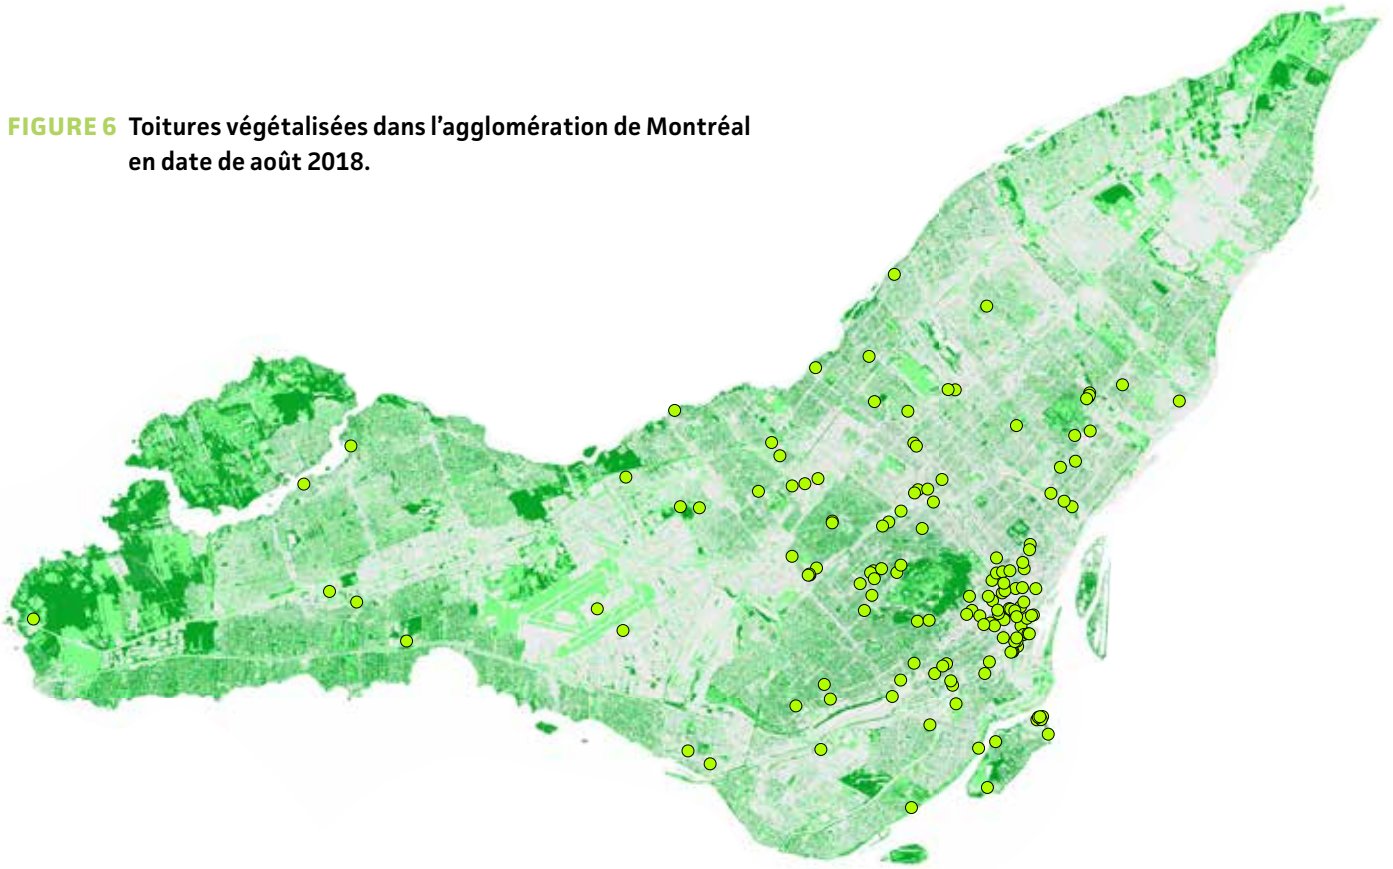 FIGURE 6 Toitures végétalisées dans l'agglomération de Montréal
en date de août 2018.